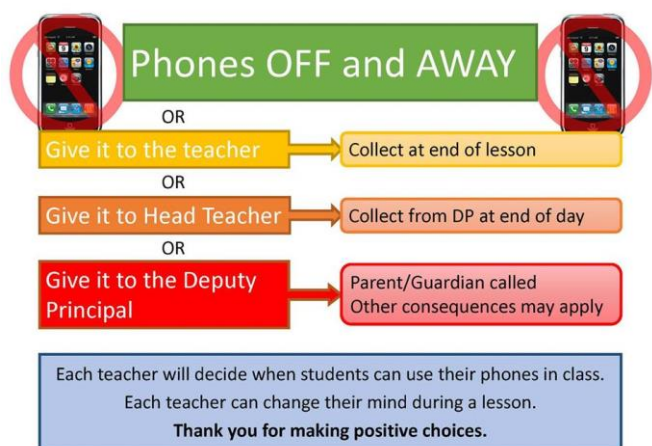 Phones OFF and AWAY
OR
Give it to the teacher
Collect at end of lesson
OR
Give it to Head Teacher
Collect from DP at end of day
OR
Give it to the Deputy
Principal
Parent/Guardian called
Other consequences may apply
Each teacher will decide when students can use their phones in class.
Each teacher can change their mind during a lesson.
Thank you for making positive choices.